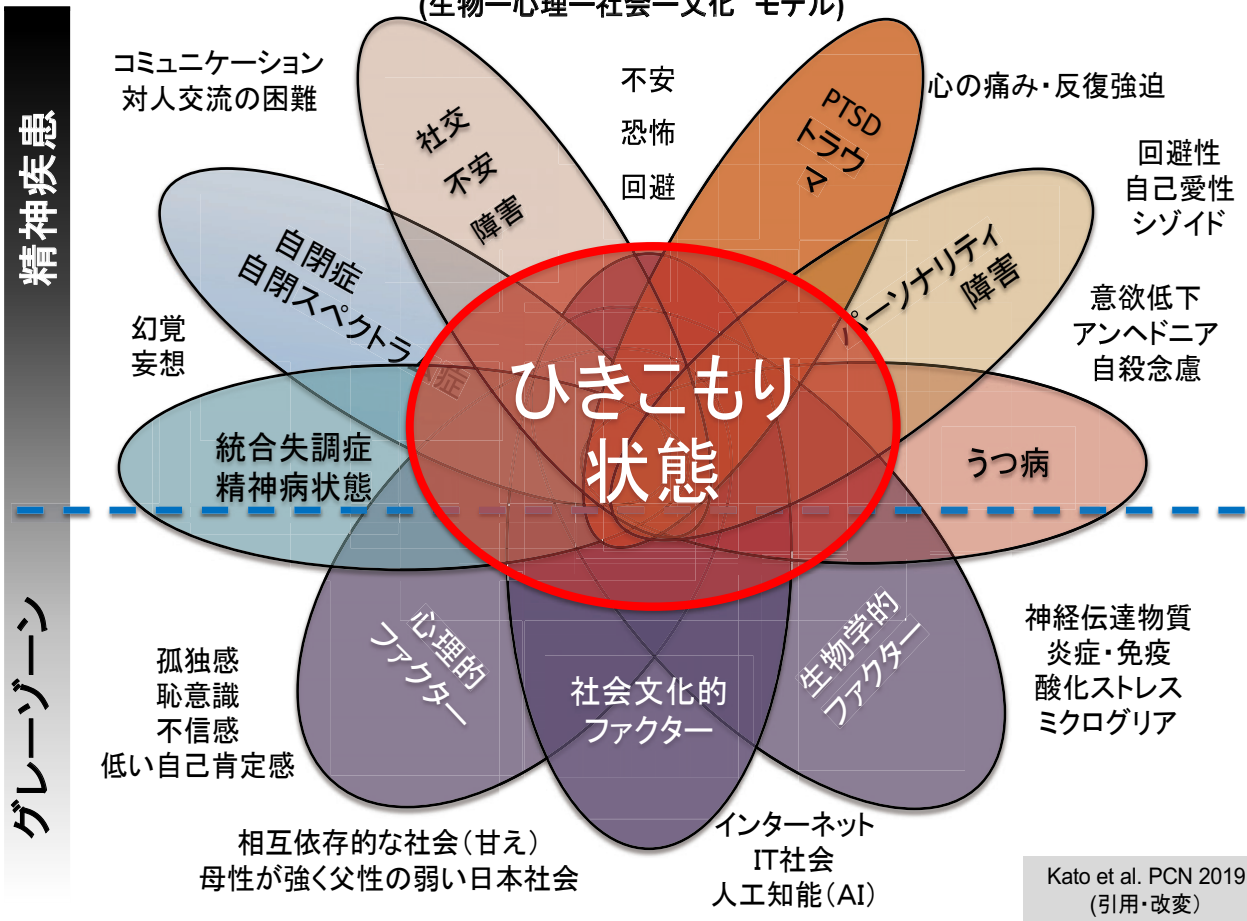 (生物ー心理ー社会ー文化 モデル)
精神疾患
グレーゾーン
コミュニケーション
対人交流の困難
社交
不安
障害
不安
恐怖
回避
PTSD
トラウ
マ
心の痛み・反復強迫
回避性
自己愛性
シゾイド
自閉症
自閉スペクトラム症
パーソナリティ
障害
幻覚
妄想
意欲低下
アンヘドニア
自殺念慮
ひきこもり
状態
統合失調症
精神病状態
うつ病
心理的
ファクター
社会文化的
ファクター
生物学的
ファクター
孤独感
恥意識
不信感
低い自己肯定感
神経伝達物質
炎症・免疫
酸化ストレス
ミクログリア
相互依存的な社会(甘え)
母性が強く父性の弱い日本社会
インターネット
IT社会
人工知能(AI)
Kato et al. PCN 2019
(引用・改変)